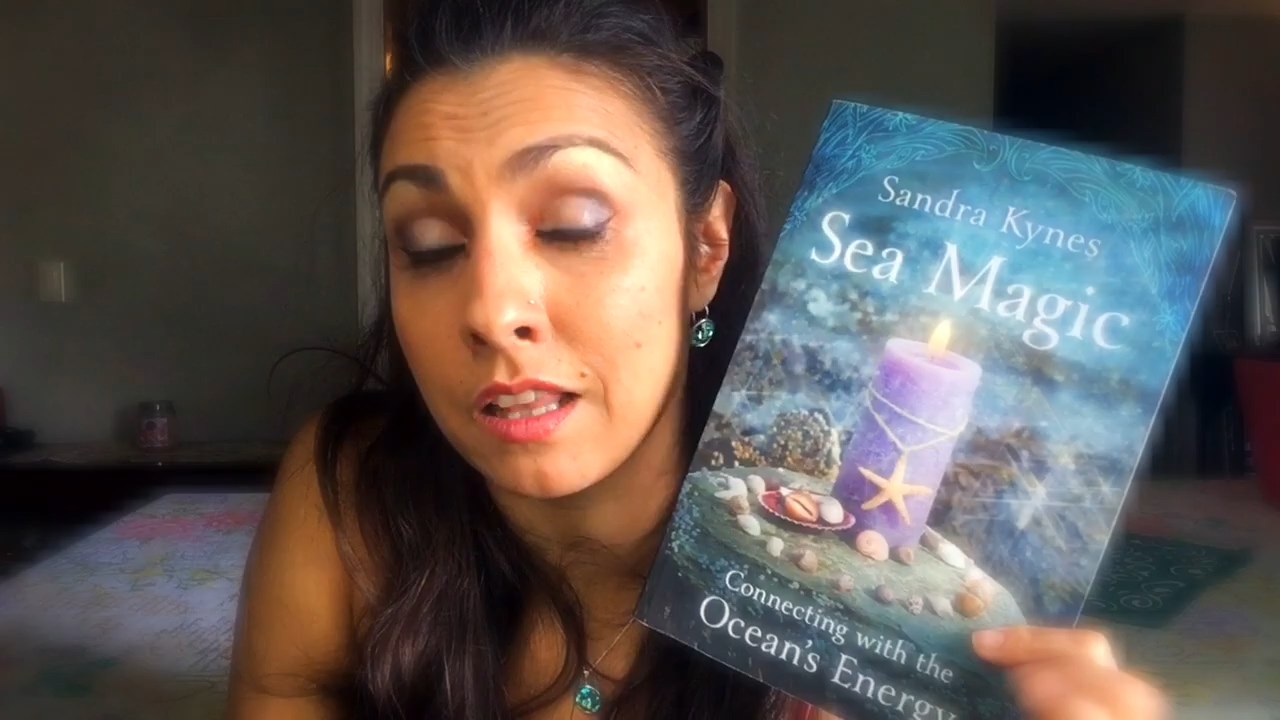 Sandra Kynes
Sea Magic
Connecting with the
Ocean's Energy